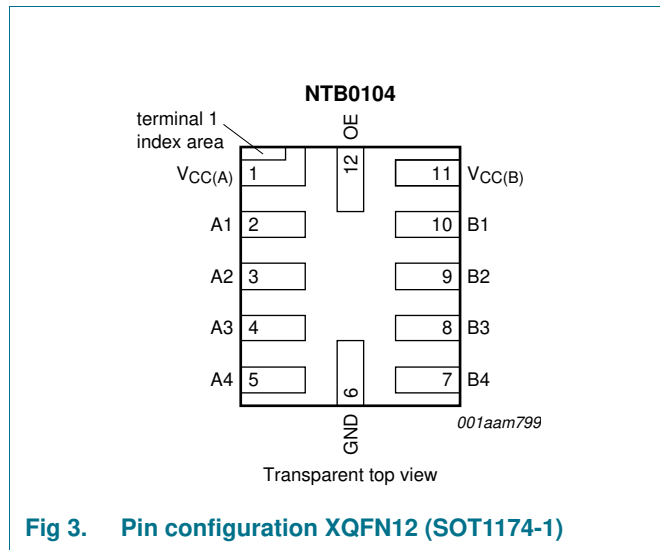 NTB0104
terminal 1
index area
OE
12
VCC(A) 1
11 VCC(B)
A1 2
10 B1
A2 3
9 B2
A3 4
8 B3
A4 5
7 B4
6
GND
001aam799
Transparent top view
Fig 3. Pin configuration XQFN12 (SOT1174-1)